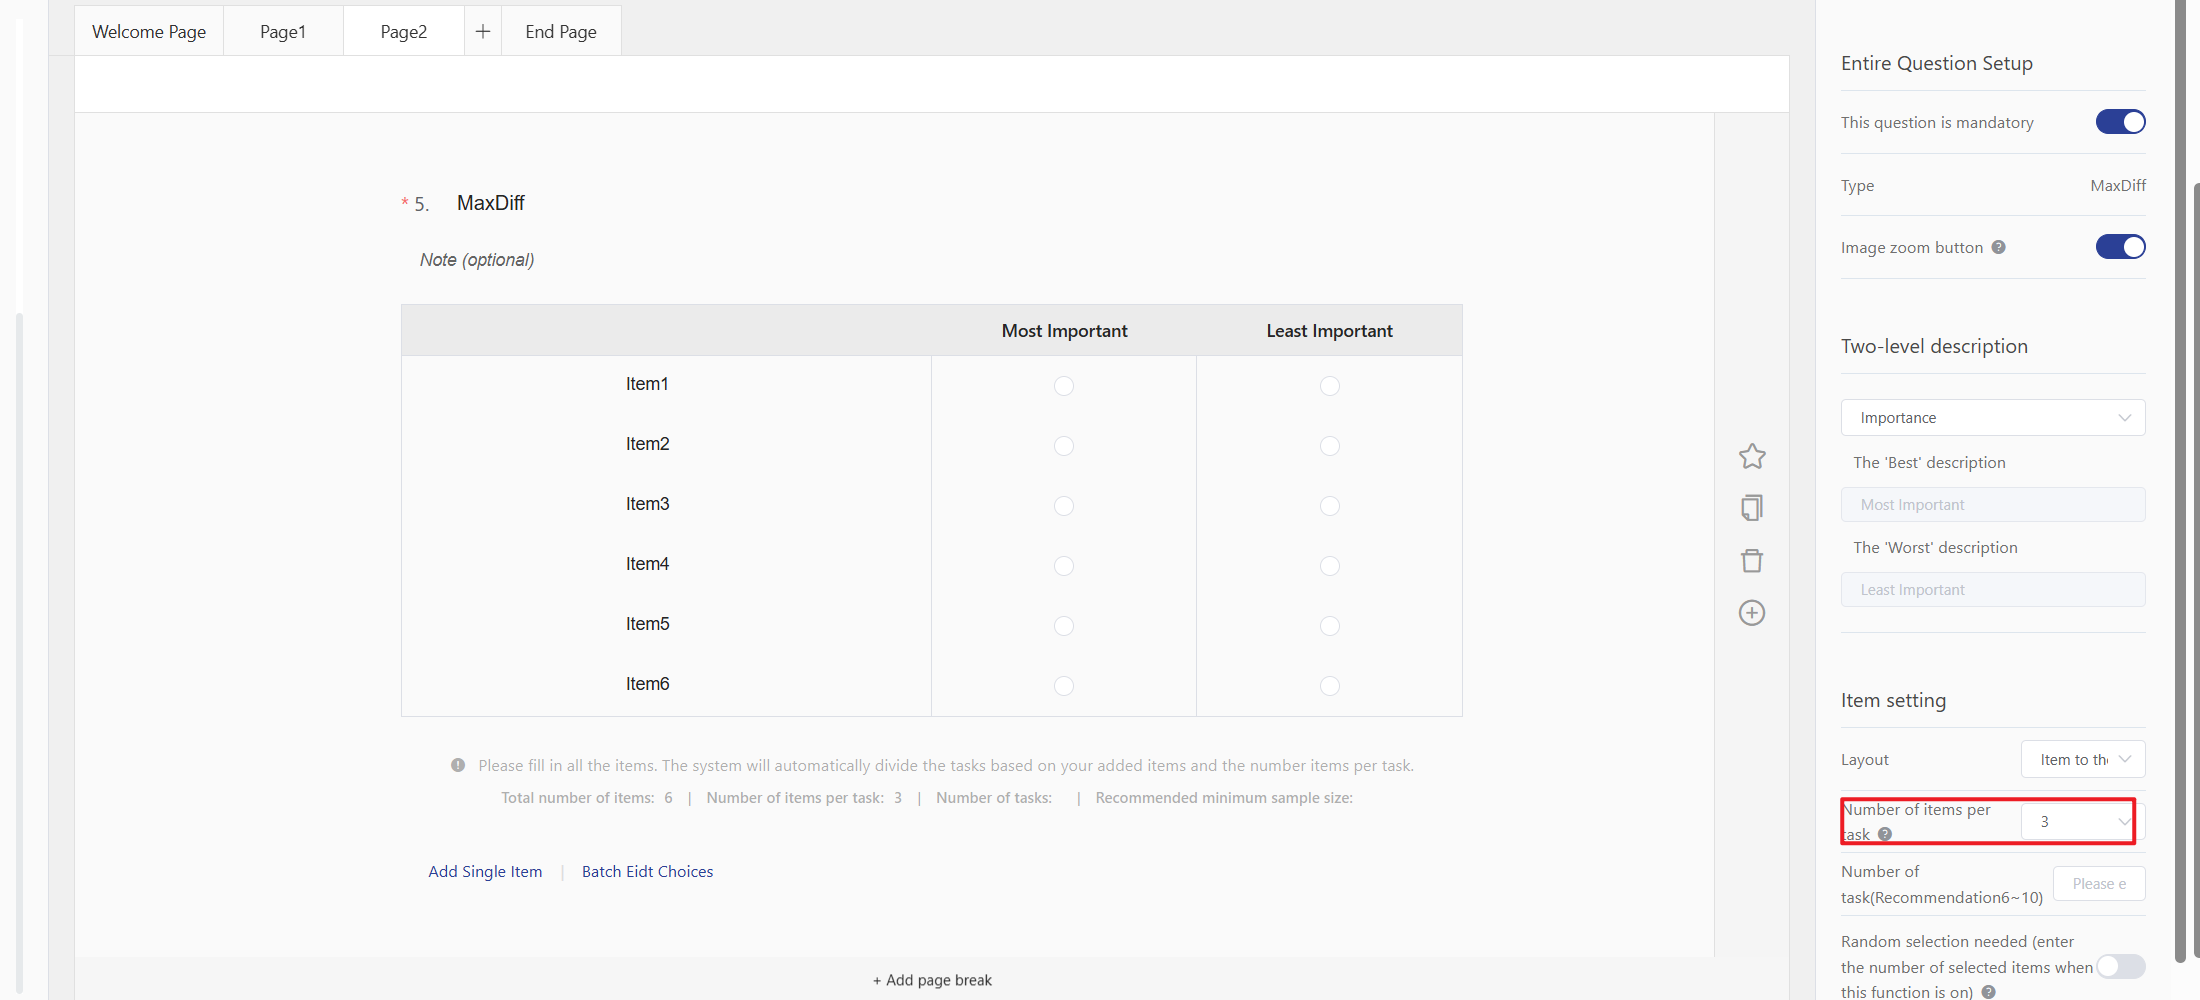 Welcome Page
Page1
Page2
+
End Page
* 5. MaxDiff
Note (optional)
Most Important Least Important
Item1
Item2
Item3
Item4
Item5
Item6
Please fill in all the items. The system will automatically divide the tasks based on your added items and the number items per task.
Total number of items: 6 | Number of items per task: 3 | Number of tasks: | Recommended minimum sample size:
Add Single Item | Batch Eidt Choices
+ Add page break
Entire Question Setup
This question is mandatory
Type MaxDiff
Image zoom button ?
Two-level description
Importance
The 'Best' description
Most Important
The 'Worst' description
Least Important
Item setting
Layout Item to the
Number of items per
task ? 3
Number of
task(Recommendation6~10) Please e
Random selection needed (enter
the number of selected items when
this function is on) ?